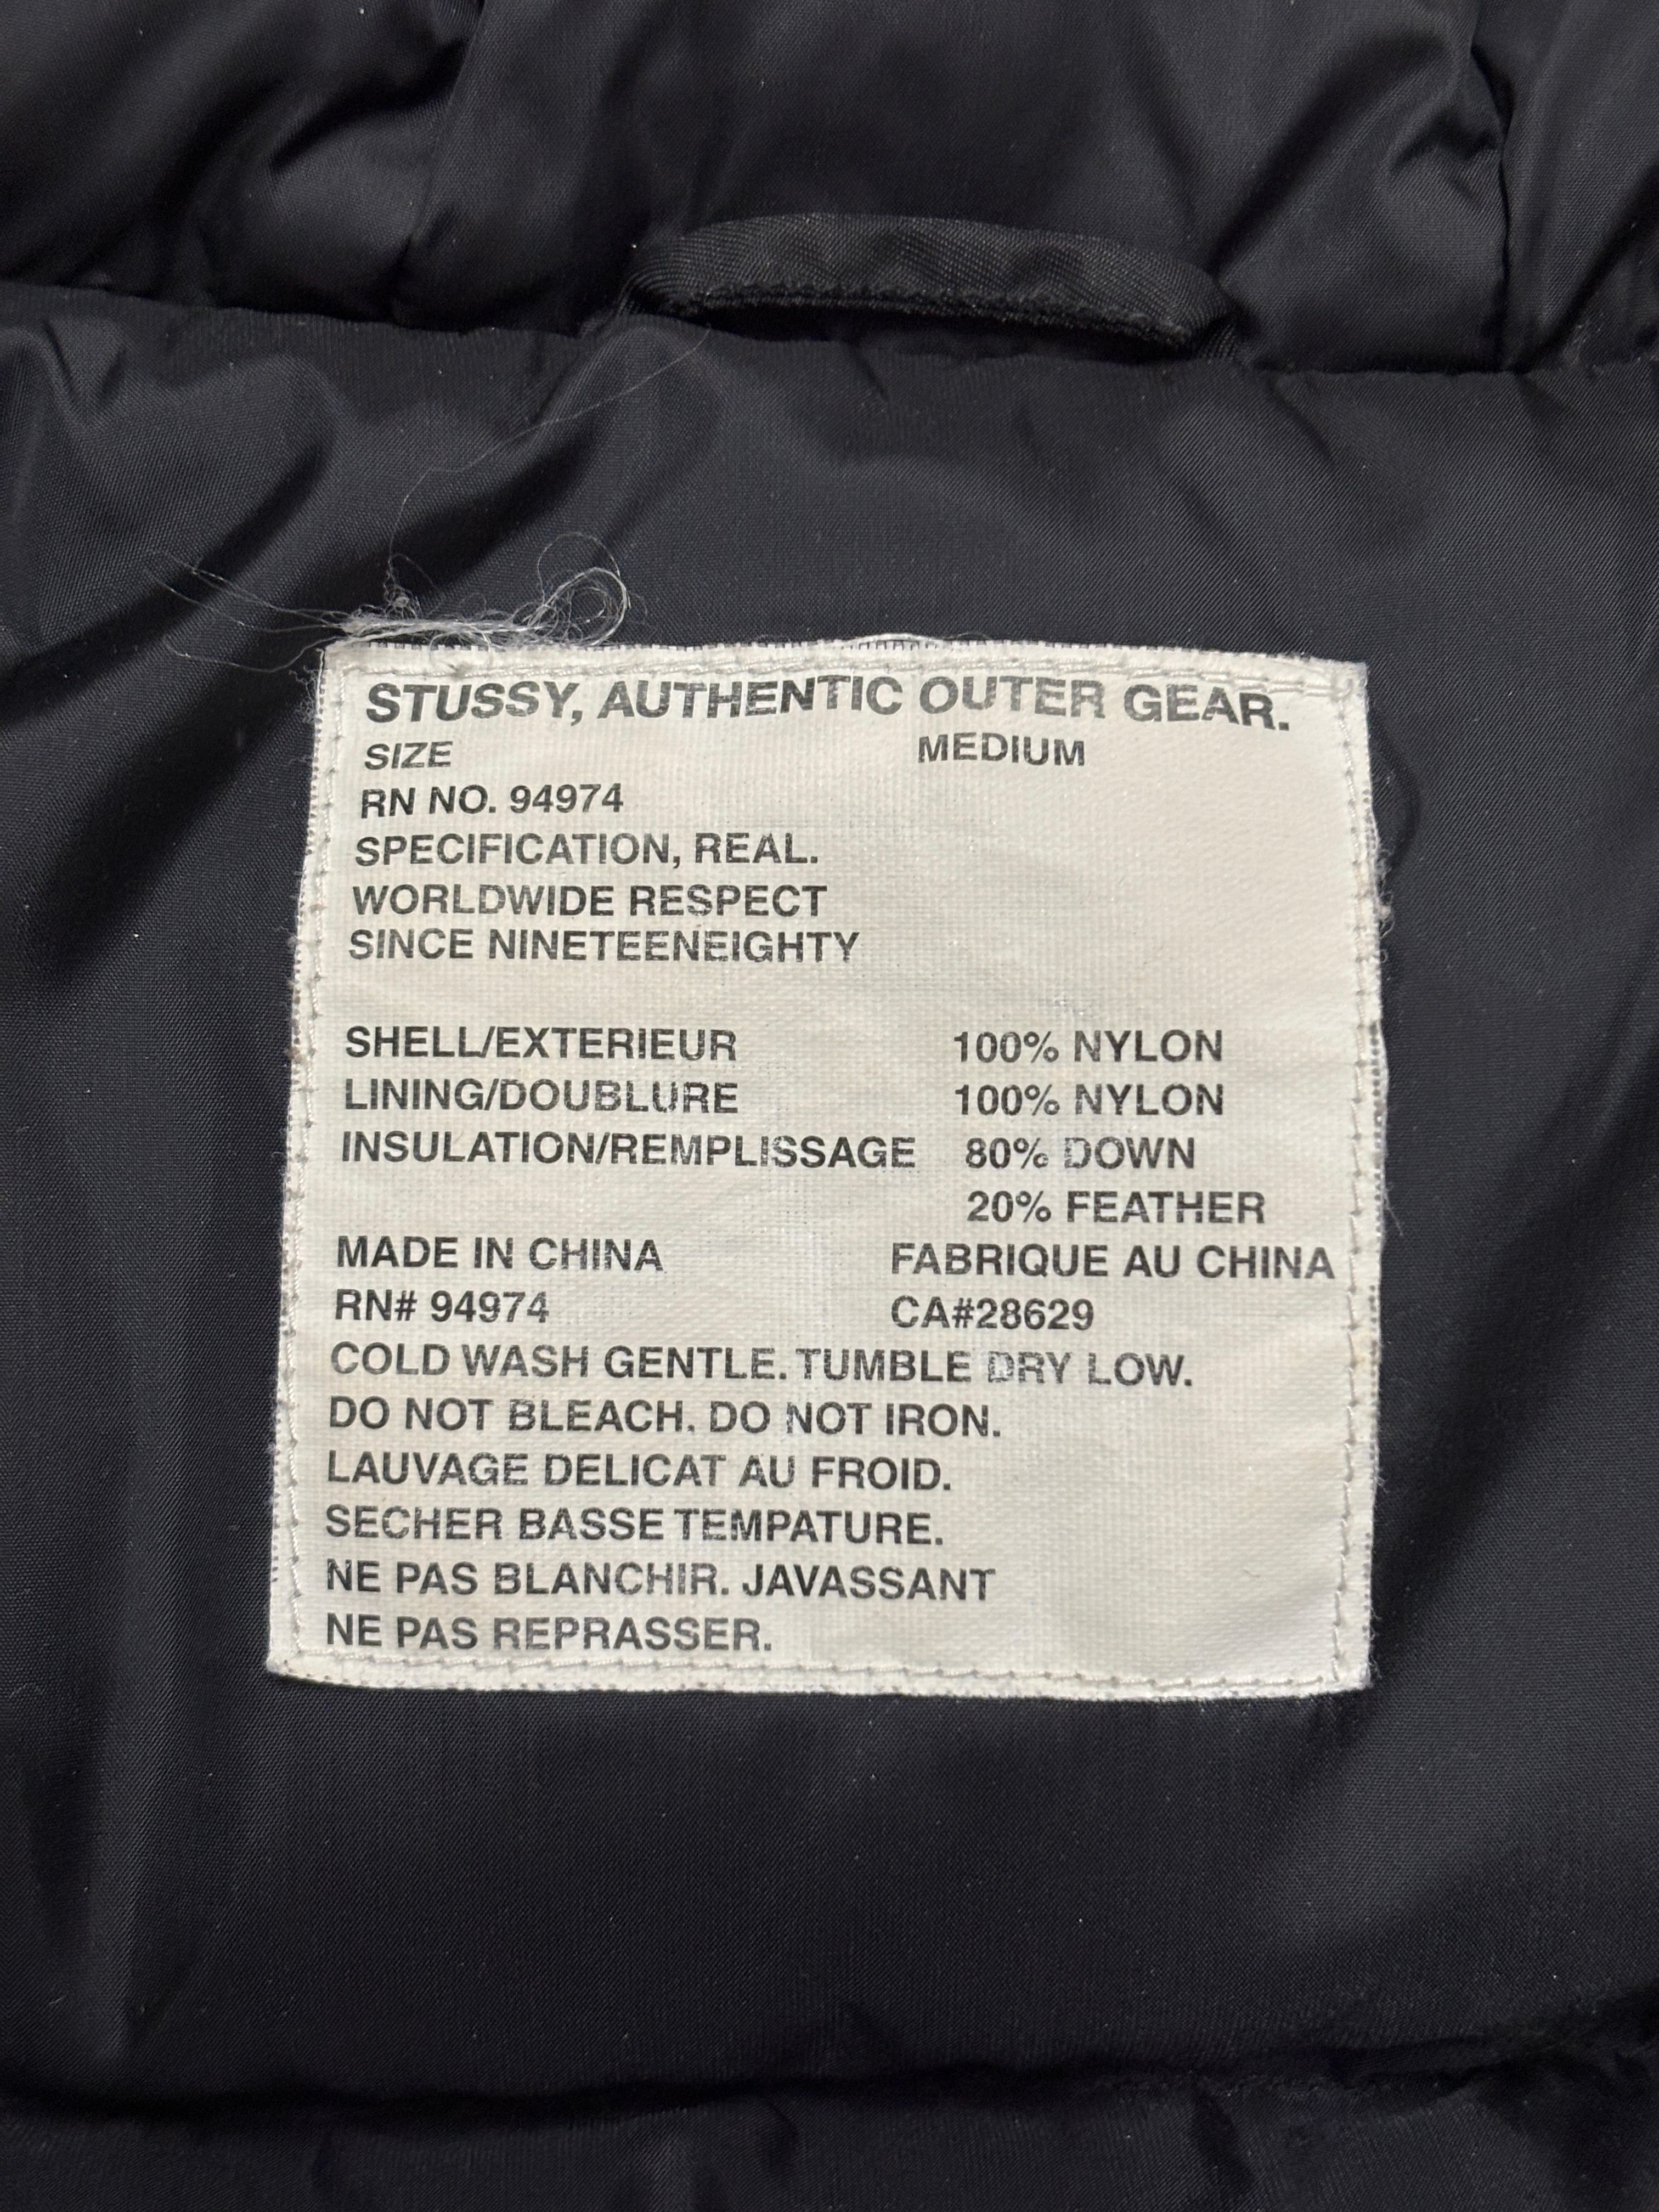 STUSSY, AUTHENTIC OUTER GEAR.
SIZE MEDIUM
RN NO. 94974
SPECIFICATION, REAL.
WORLDWIDE RESPECT
SINCE NINETEENEIGHTY
SHELL/EXTERIEUR 100% NYLON
LINING/DOUBLURE 100% NYLON
INSULATION/REMPLISSAGE 80% DOWN
20% FEATHER
MADE IN CHINA FABRIQUE AU CHINA
RN# 94974 CA#28629
COLD WASH GENTLE. TUMBLE DRY LOW.
DO NOT BLEACH. DO NOT IRON.
LAUVAGE DELICAT AU FROID.
SECHER BASSE TEMPATURE.
NE PAS BLANCHIR. JAVASSANT
NE PAS REPRASSER.